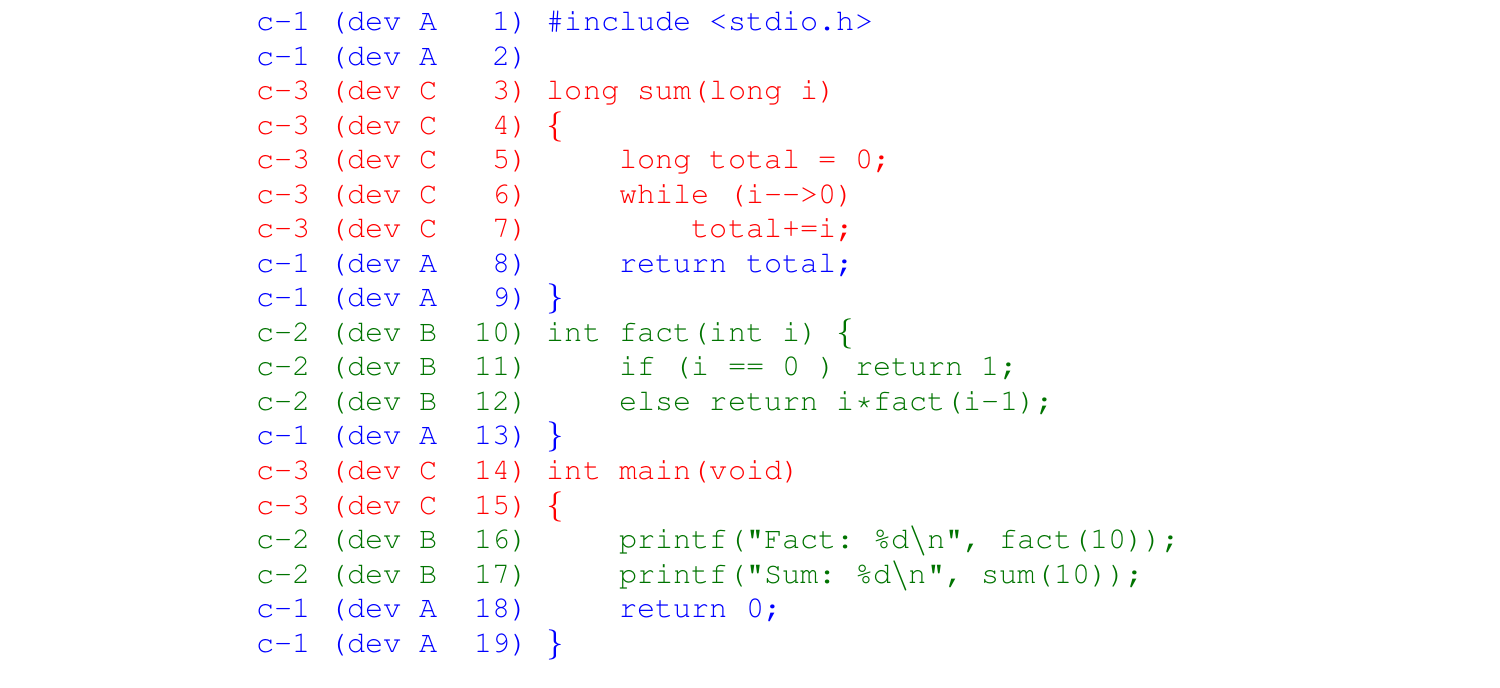 c-1 (dev A   1) #include <stdio.h>
c-1 (dev A   2)
c-3 (dev C   3) long sum(long i)
c-3 (dev C   4) {
c-3 (dev C   5)     long total = 0;
c-3 (dev C   6)     while (i-->0)
c-3 (dev C   7)         total+=i;
c-1 (dev A   8)     return total;
c-1 (dev A   9) }
c-2 (dev B  10) int fact(int i) {
c-2 (dev B  11)     if (i == 0 ) return 1;
c-2 (dev B  12)     else return i*fact(i-1);
c-1 (dev A  13) }
c-3 (dev C  14) int main(void)
c-3 (dev C  15) {
c-2 (dev B  16)     printf("Fact: %d\n", fact(10));
c-2 (dev B  17)     printf("Sum: %d\n", sum(10));
c-1 (dev A  18)     return 0;
c-1 (dev A  19) }